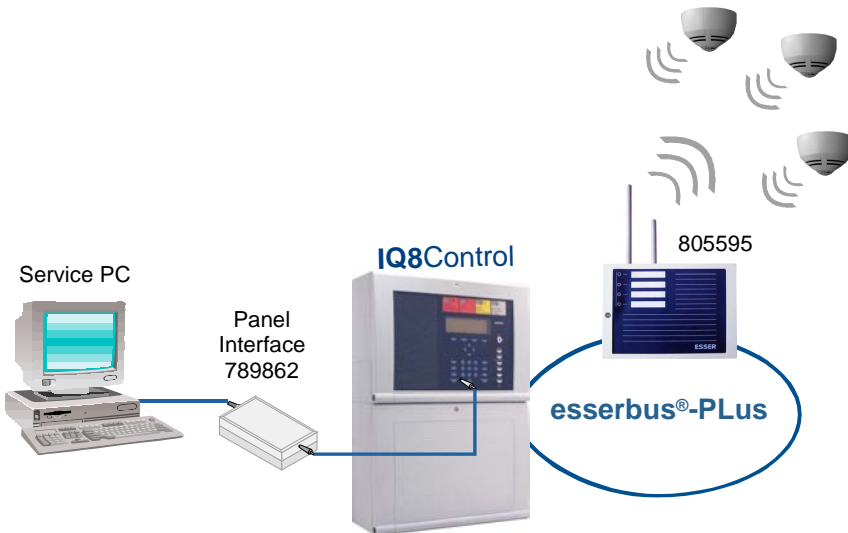 805595
IQ8Control
Service PC
Panel
Interface
789862
ESSER
esserbus®-PLus